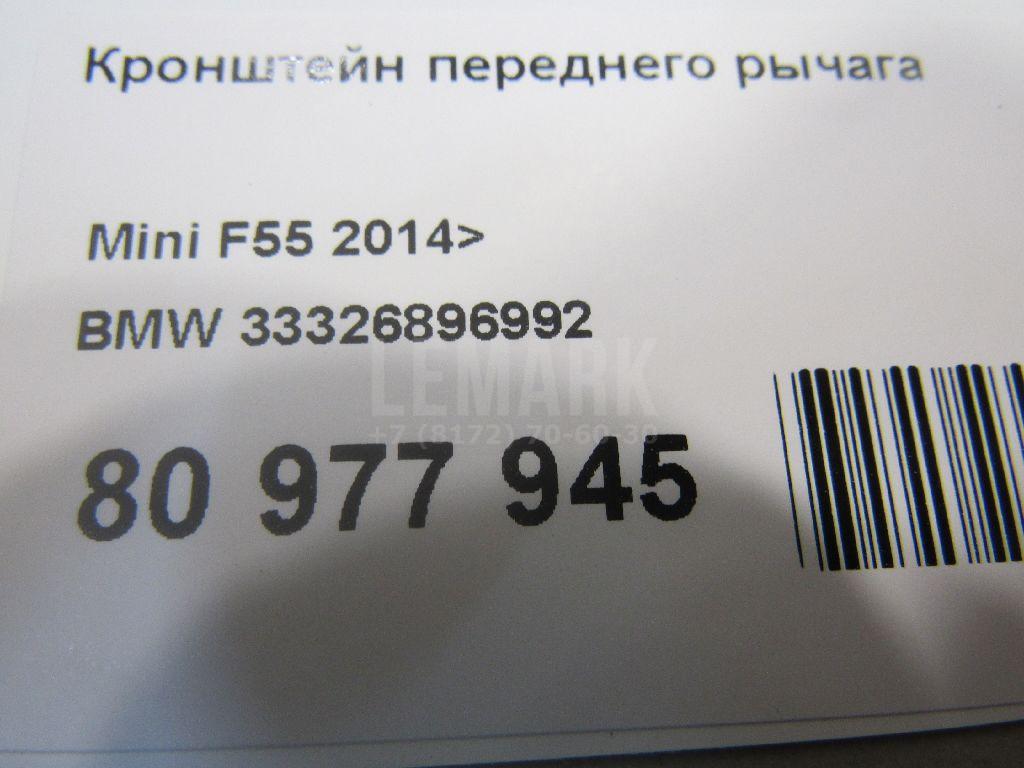 Кронштейн переднего рычага
Mini F55 2014>
BMW 33326896992
LEMARK
+7 (8172) 70-60-30
80 977 945